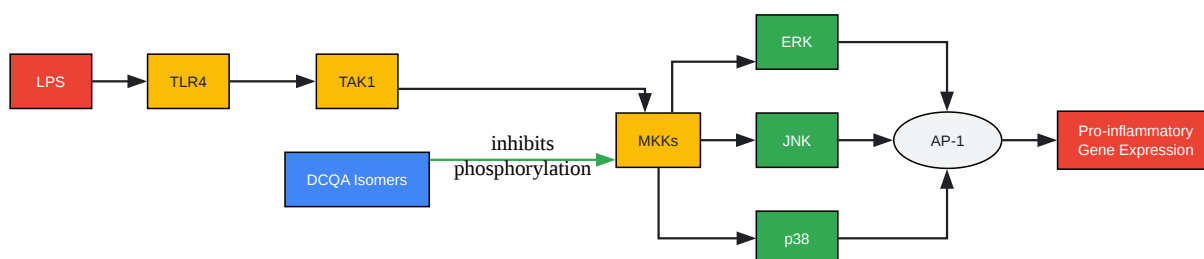 LPS
TLR4
TAK1
DCQA Isomers
inhibits
phosphorylation
MKKs
ERK
JNK
p38
AP-1
Pro-inflammatory
Gene Expression